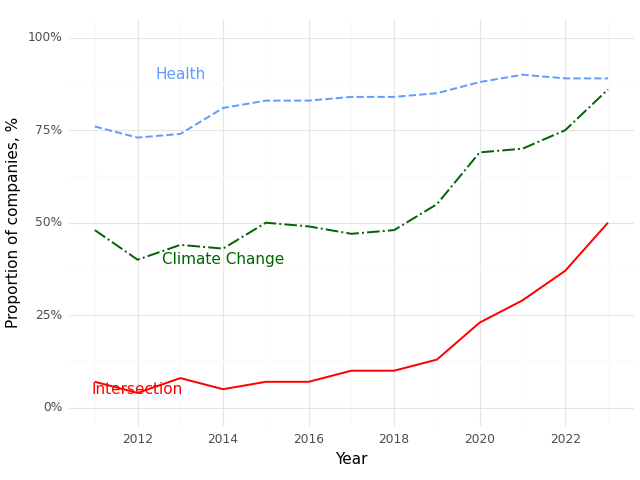 100%
Health
75%
Proportion of companies, %
50%
Climate Change
25%
Intersection
0%
2012 2014 2016 2018 2020 2022
Year